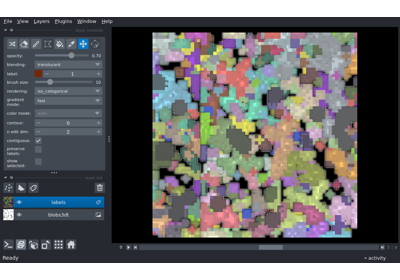 File View Layers Plugins Window Help
opacity: 0.70
blending: translucent
label: 1
brush size: 10
rendering: iso_categorical
gradient
mode: fast
color mode:
contour: 0
n edit dim: 2
contiguous:
preserve
labels:
show
selected:
labels
blobs3dt
0
Ready
activity